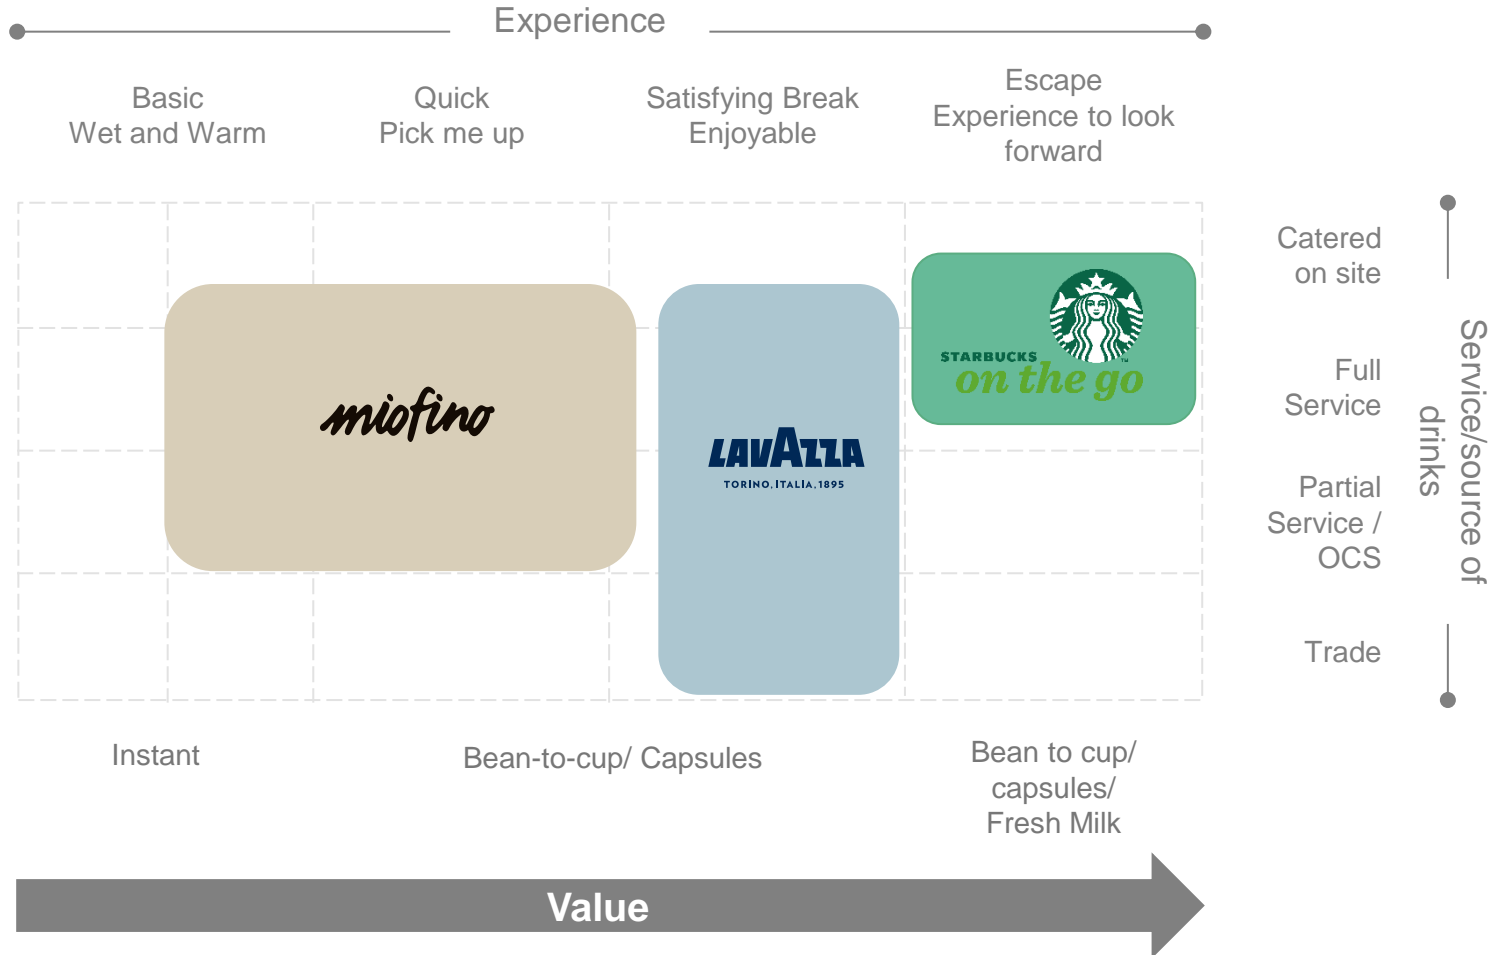 Experience
Basic
Wet and Warm
Quick
Pick me up
Satisfying Break
Enjoyable
Escape
Experience to look
forward
Catered
on site
Full
Service
Partial
Service /
OCS
Trade
Service/source of
drinks
miofino
LAVAZZA
TORINO, ITALIA, 1895
STARBUCKS
on the go
TM
Instant
Bean-to-cup/ Capsules
Bean to cup/
capsules/
Fresh Milk
Value